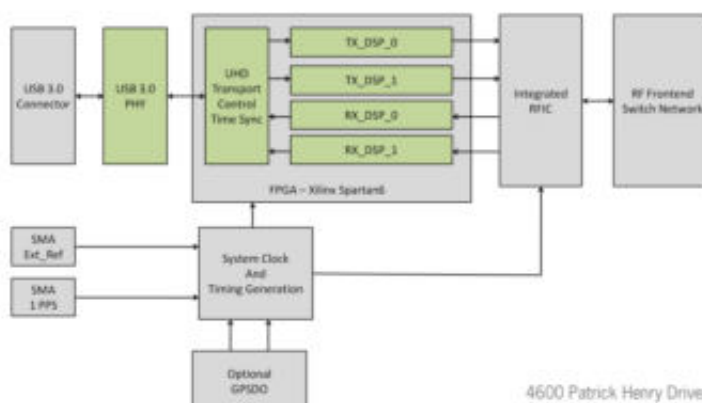 USB 3.0
Connector
USB 3.0
PHY
UHD
Transport
Control
Time Sync
TX_DSP_0
TX_DSP_1
RX_DSP_0
RX_DSP_1
FPGA – Xilinx Spartan6
Integrated
RFIC
RF Frontend
Switch Network
SMA
Ext_Ref
SMA
1 PPS
System Clock
And
Timing Generation
Optional
GPSDO
4600 Patrick Henry Drive